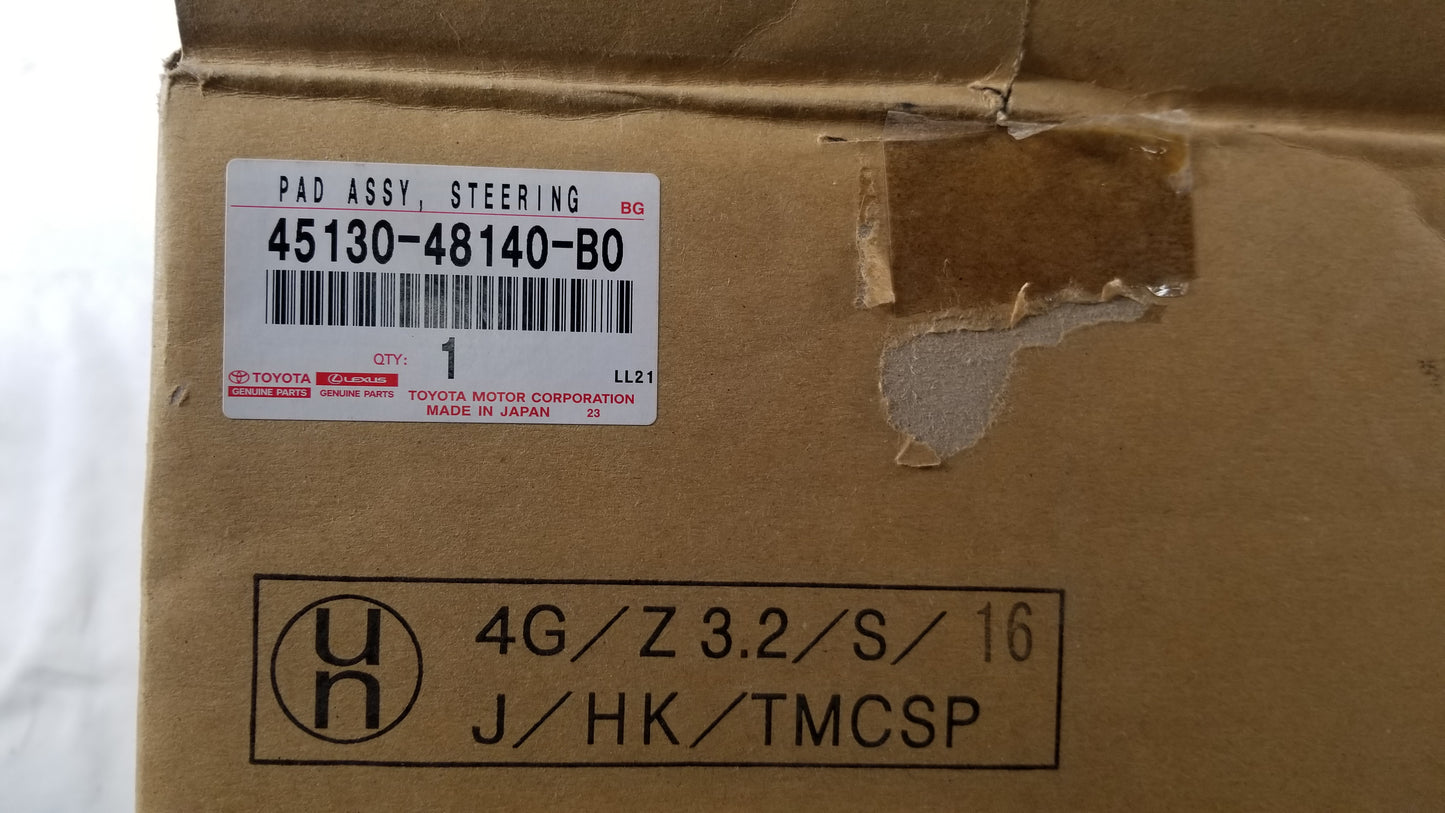 PAD ASSY, STEERING
BG
45130-48140-B0
QTY: 1
LL21
TOYOTA LEXUS
GENUINE PARTS GENUINE PARTS
TOYOTA MOTOR CORPORATION
MADE IN JAPAN 23
un
4G/Z 3.2/S/ 16
J/HK/TMCSP